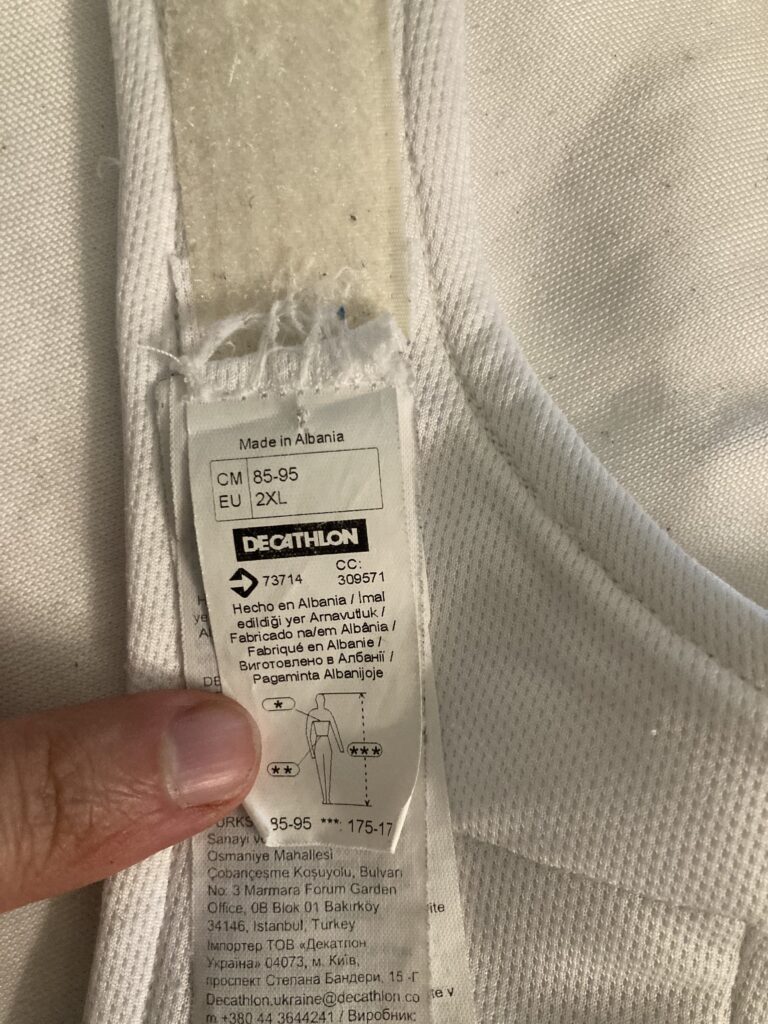 Made in Albania
CM 85-95
EU 2XL
DECATHLON
CC:
73714 309571
Hecho en Albania / İmal
edildiği yer Arnavutluk /
Fabricado na/em Albânia /
Fabriqué en Albanie /
Виготовлено в Албанії /
Pagaminta Albanijoje
*
***
**
85-95 ***: 175-17
Sanayi
Osmaniye Mahallesi
Çobançeşme Koşuyolu, Bulvarı
No: 3 Marmara Forum Garden
Office, 0B Blok 01 Bakırköy
34146, Istanbul, Turkey
Імпортер ТОВ «Декатлон
Україна» 04073, м. Київ,
проспект Степана Бандери, 15 -Г
Decathlon.ukraine@decathlon.co
m +380 44 3644241 / Виробник: